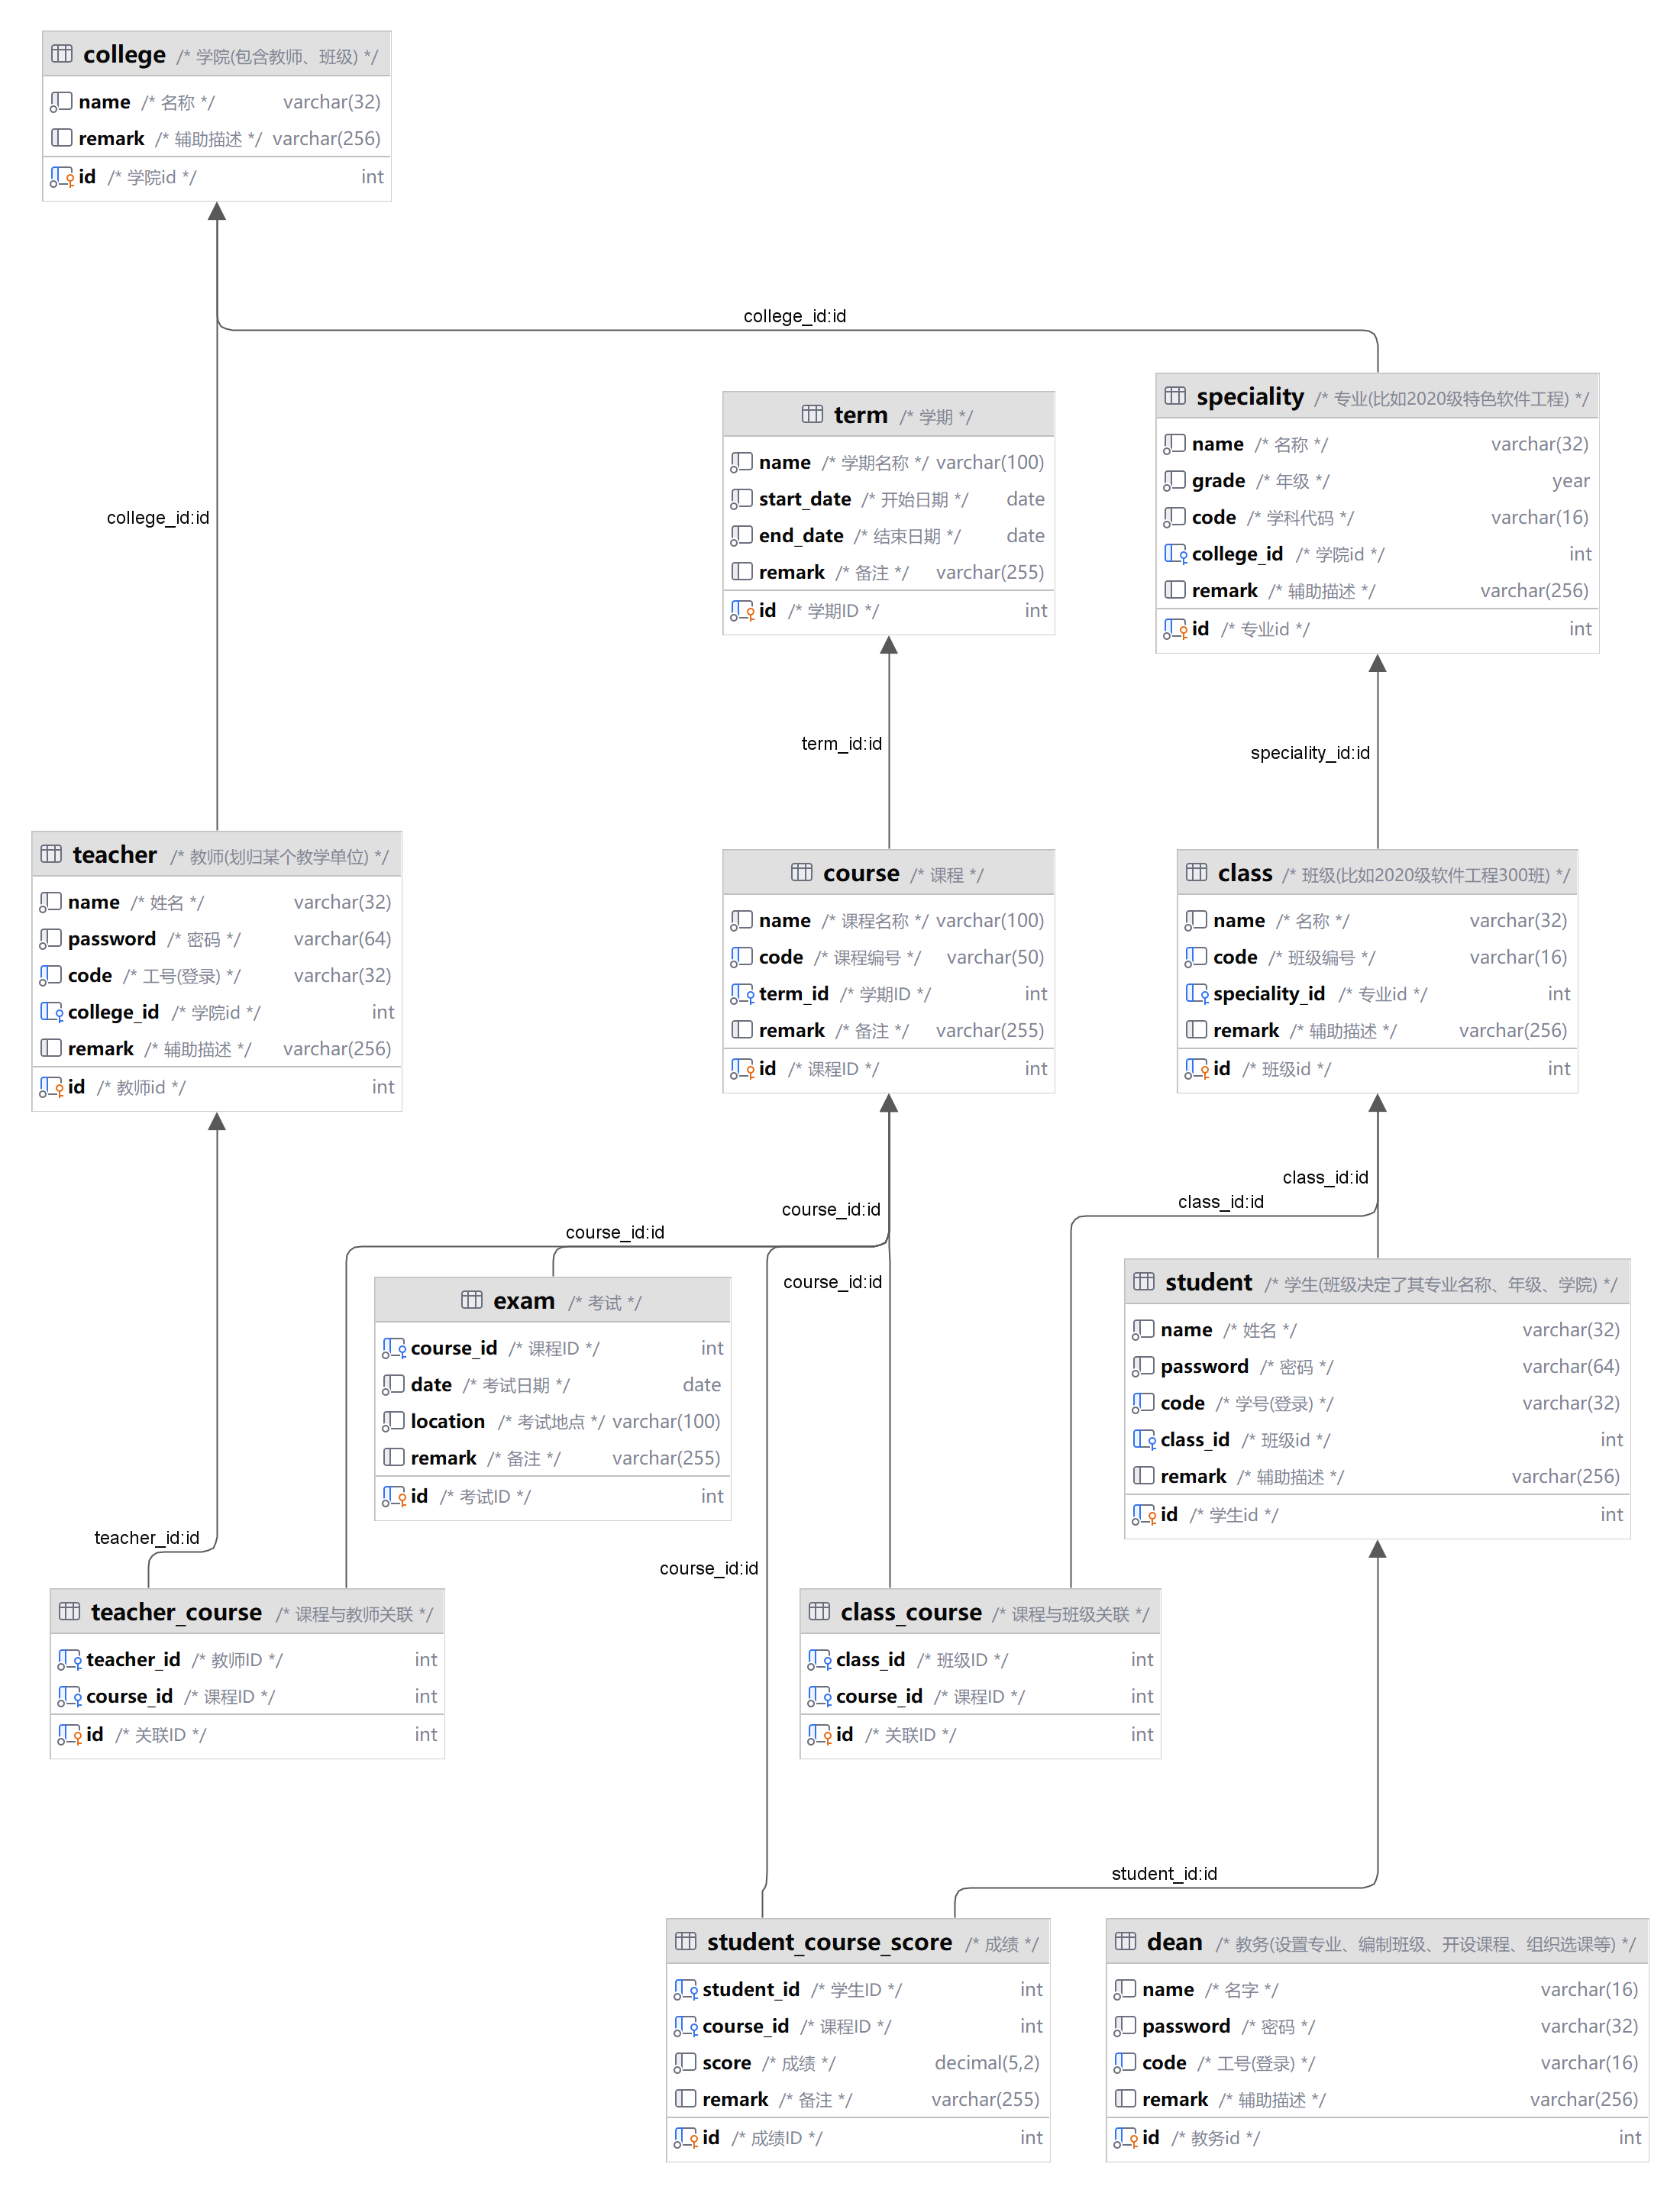 college /* 学院(包含教师、班级) */
name /* 名称 */ varchar(32)
remark /* 辅助描述 */ varchar(256)
id /* 学院id */ int
college_id:id
college_id:id
term /* 学期 */
name /* 学期名称 */ varchar(100)
start_date /* 开始日期 */ date
end_date /* 结束日期 */ date
remark /* 备注 */ varchar(255)
id /* 学期ID */ int
speciality /* 专业(比如2020级特色软件工程) */
name /* 名称 */ varchar(32)
grade /* 年级 */ year
code /* 学科代码 */ varchar(16)
college_id /* 学院id */ int
remark /* 辅助描述 */ varchar(256)
id /* 专业id */ int
term_id:id
speciality_id:id
teacher /* 教师(划归某个教学单位) */
name /* 姓名 */ varchar(32)
password /* 密码 */ varchar(64)
code /* 工号(登录) */ varchar(32)
college_id /* 学院id */ int
remark /* 辅助描述 */ varchar(256)
id /* 教师id */ int
course /* 课程 */
name /* 课程名称 */ varchar(100)
code /* 课程编号 */ varchar(50)
term_id /* 学期ID */ int
remark /* 备注 */ varchar(255)
id /* 课程ID */ int
class /* 班级(比如2020级软件工程300班) */
name /* 名称 */ varchar(32)
code /* 班级编号 */ varchar(16)
speciality_id /* 专业id */ int
remark /* 辅助描述 */ varchar(256)
id /* 班级id */ int
class_id:id
class_id:id
course_id:id
course_id:id
course_id:id
exam /* 考试 */
course_id /* 课程ID */ int
date /* 考试日期 */ date
location /* 考试地点 */ varchar(100)
remark /* 备注 */ varchar(255)
id /* 考试ID */ int
student /* 学生(班级决定了其专业名称、年级、学院) */
name /* 姓名 */ varchar(32)
password /* 密码 */ varchar(64)
code /* 学号(登录) */ varchar(32)
class_id /* 班级id */ int
remark /* 辅助描述 */ varchar(256)
id /* 学生id */ int
teacher_id:id
course_id:id
teacher_course /* 课程与教师关联 */
teacher_id /* 教师ID */ int
course_id /* 课程ID */ int
id /* 关联ID */ int
class_course /* 课程与班级关联 */
class_id /* 班级ID */ int
course_id /* 课程ID */ int
id /* 关联ID */ int
student_id:id
student_course_score /* 成绩 */
student_id /* 学生ID */ int
course_id /* 课程ID */ int
score /* 成绩 */ decimal(5,2)
remark /* 备注 */ varchar(255)
id /* 成绩ID */ int
dean /* 教务(设置专业、编制班级、开设课程、组织选课等) */
name /* 名字 */ varchar(16)
password /* 密码 */ varchar(32)
code /* 工号(登录) */ varchar(16)
remark /* 辅助描述 */ varchar(256)
id /* 教务id */ int